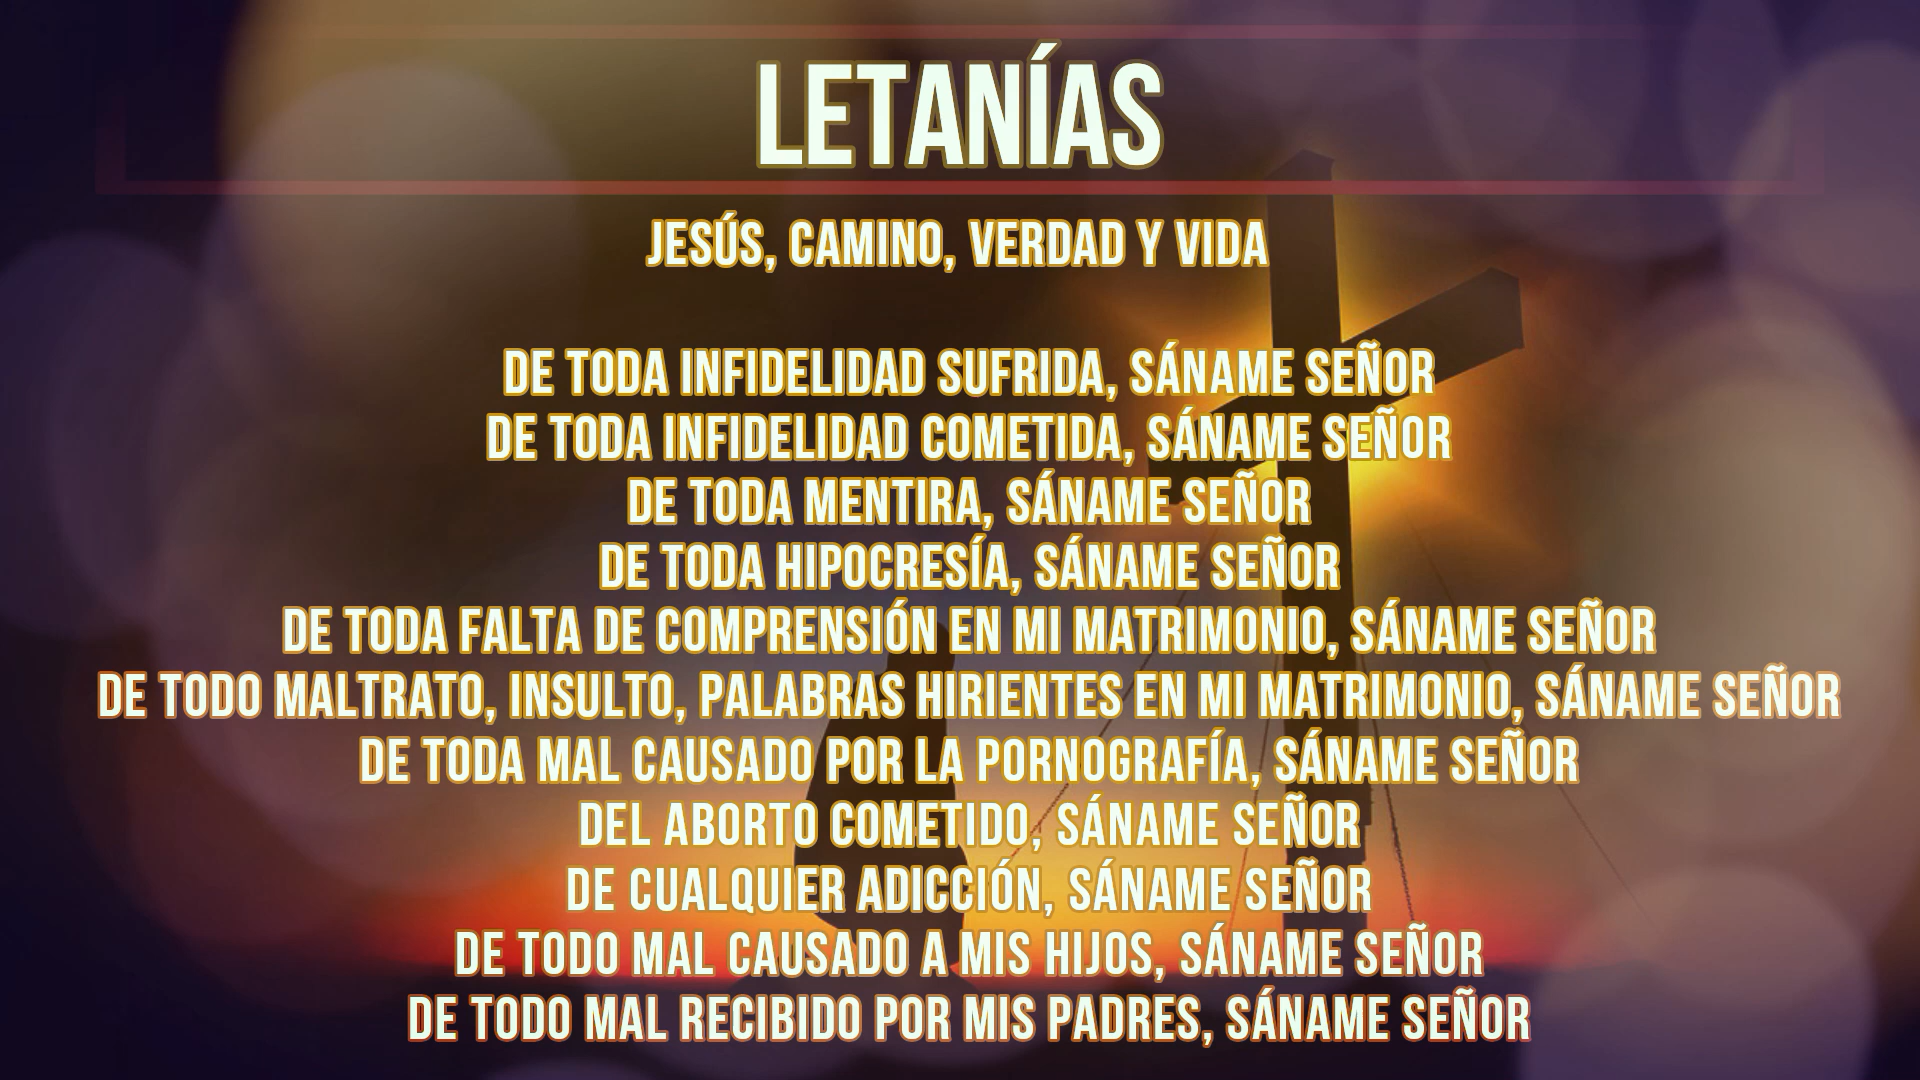 LETANÍAS
JESÚS, CAMINO, VERDAD Y VIDA
DE TODA INFIDELIDAD SUFRIDA, SÁNAME SEÑOR
DE TODA INFIDELIDAD COMETIDA, SÁNAME SEÑOR
DE TODA MENTIRA, SÁNAME SEÑOR
DE TODA HIPOCRESÍA, SÁNAME SEÑOR
DE TODA FALTA DE COMPRENSIÓN EN MI MATRIMONIO, SÁNAME SEÑOR
DE TODO MALTRATO, INSULTO, PALABRAS HIRIENTES EN MI MATRIMONIO, SÁNAME SEÑOR
DE TODA MAL CAUSADO POR LA PORNOGRAFÍA, SÁNAME SEÑOR
DEL ABORTO COMETIDO, SÁNAME SEÑOR
DE CUALQUIER ADICCIÓN, SÁNAME SEÑOR
DE TODO MAL CAUSADO A MIS HIJOS, SÁNAME SEÑOR
DE TODO MAL RECIBIDO POR MIS PADRES, SÁNAME SEÑOR